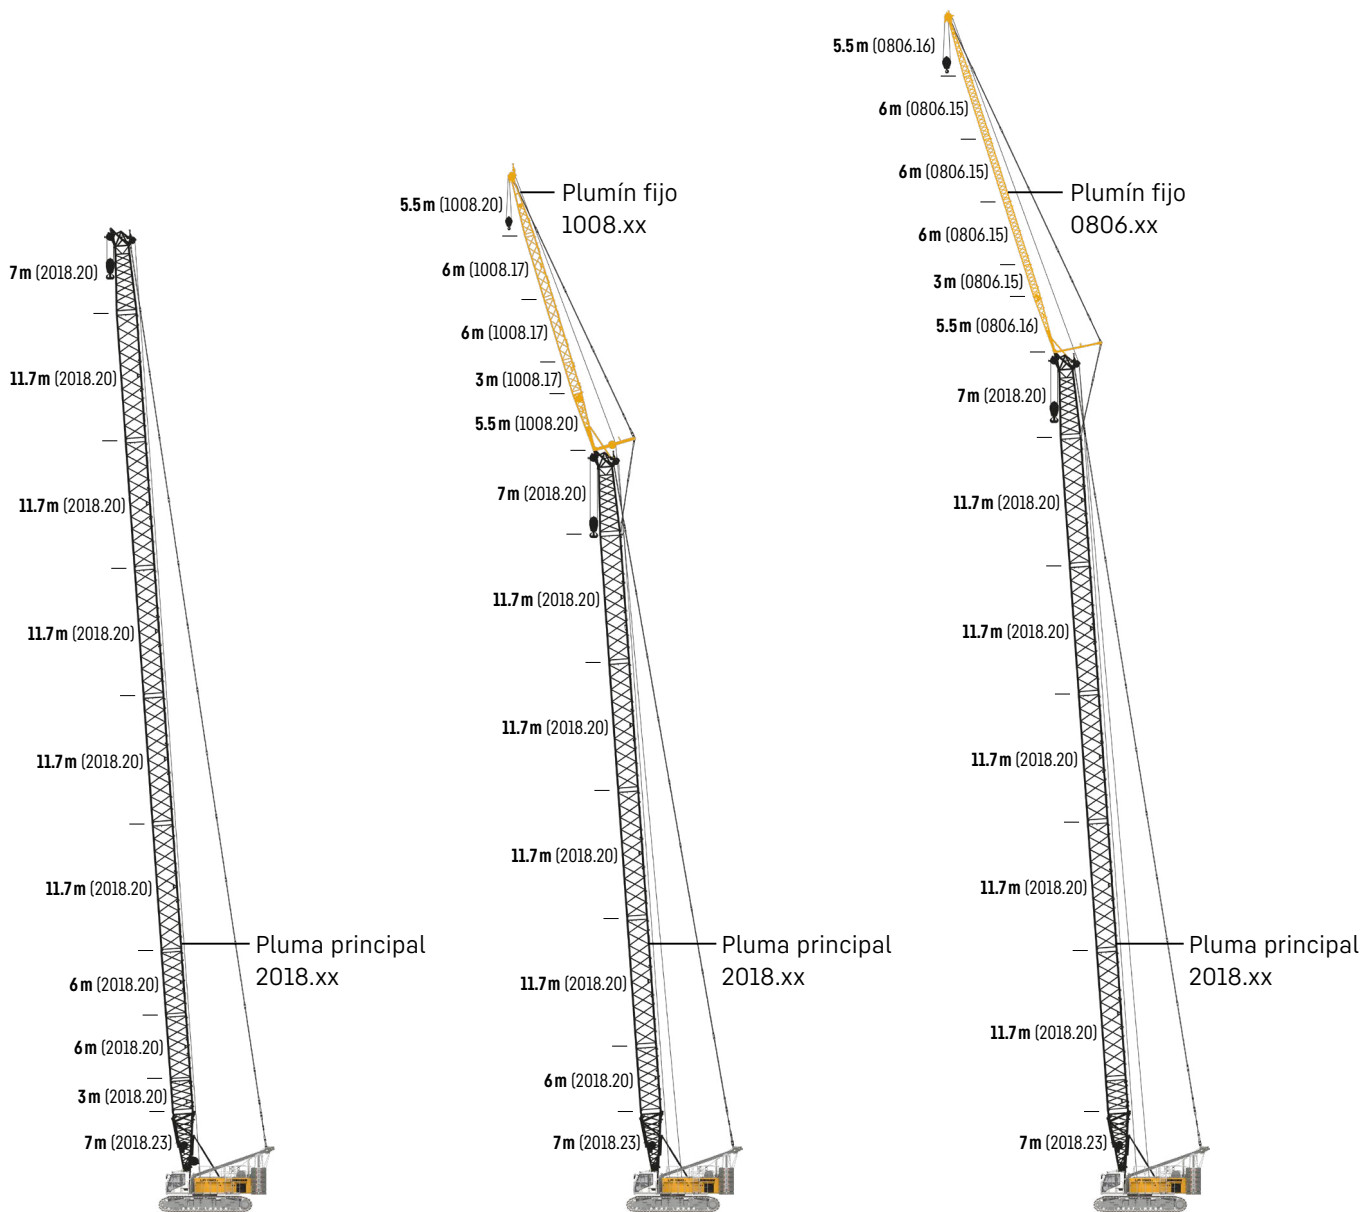 7 m (2018.20)
11.7 m (2018.20)
11.7 m (2018.20)
11.7 m (2018.20)
11.7 m (2018.20)
11.7 m (2018.20)
6 m (2018.20)
6 m (2018.20)
3 m (2018.20)
7 m (2018.23)
Pluma principal
2018.xx
5.5 m (1008.20)
6 m (1008.17)
6 m (1008.17)
3 m (1008.17)
5.5 m (1008.20)
Plumín fijo
1008.xx
7 m (2018.20)
11.7 m (2018.20)
11.7 m (2018.20)
11.7 m (2018.20)
11.7 m (2018.20)
6 m (2018.20)
7 m (2018.23)
Pluma principal
2018.xx
5.5 m (0806.16)
6 m (0806.15)
6 m (0806.15)
6 m (0806.15)
3 m (0806.15)
5.5 m (0806.16)
Plumín fijo
0806.xx
7 m (2018.20)
11.7 m (2018.20)
11.7 m (2018.20)
11.7 m (2018.20)
11.7 m (2018.20)
11.7 m (2018.20)
7 m (2018.23)
Pluma principal
2018.xx